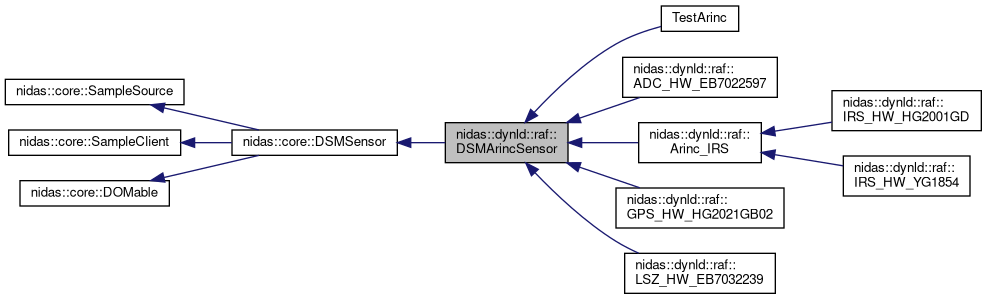 nidas::core::SampleSource
nidas::core::SampleClient
nidas::core::DOMable
nidas::core::DSMSensor
nidas::dynld::raf::
DSMArincSensor
TestArinc
nidas::dynld::raf::
ADC_HW_EB7022597
nidas::dynld::raf::
Arinc_IRS
nidas::dynld::raf::
GPS_HW_HG2021GB02
nidas::dynld::raf::
LSZ_HW_EB7032239
nidas::dynld::raf::
IRS_HW_HG2001GD
nidas::dynld::raf::
IRS_HW_YG1854